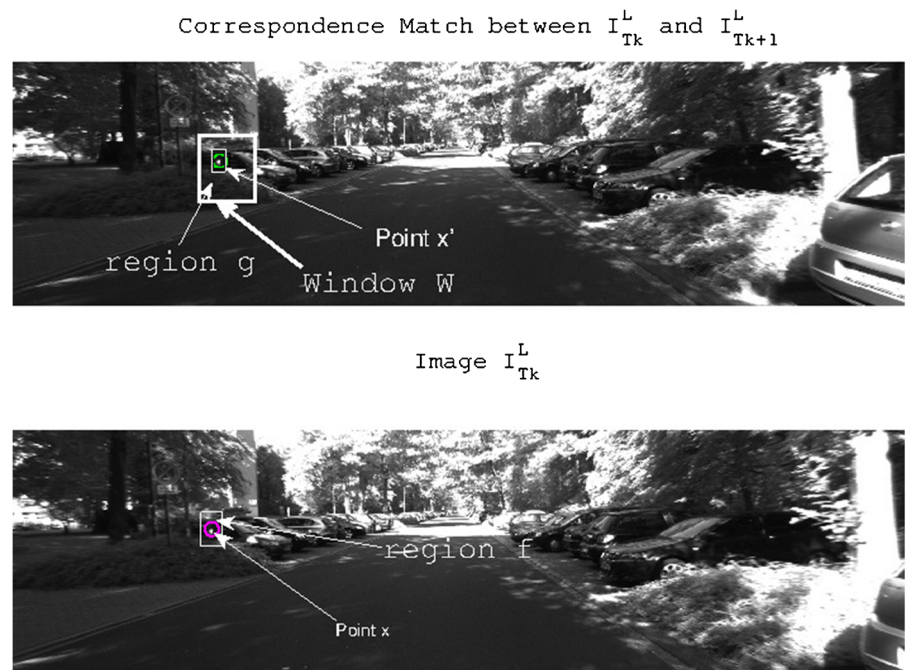 Correspondence Match between I^L_Tk and I^L_Tk+1
Point x'
region g
Window W
Image I^L_Tk
region f
Point x